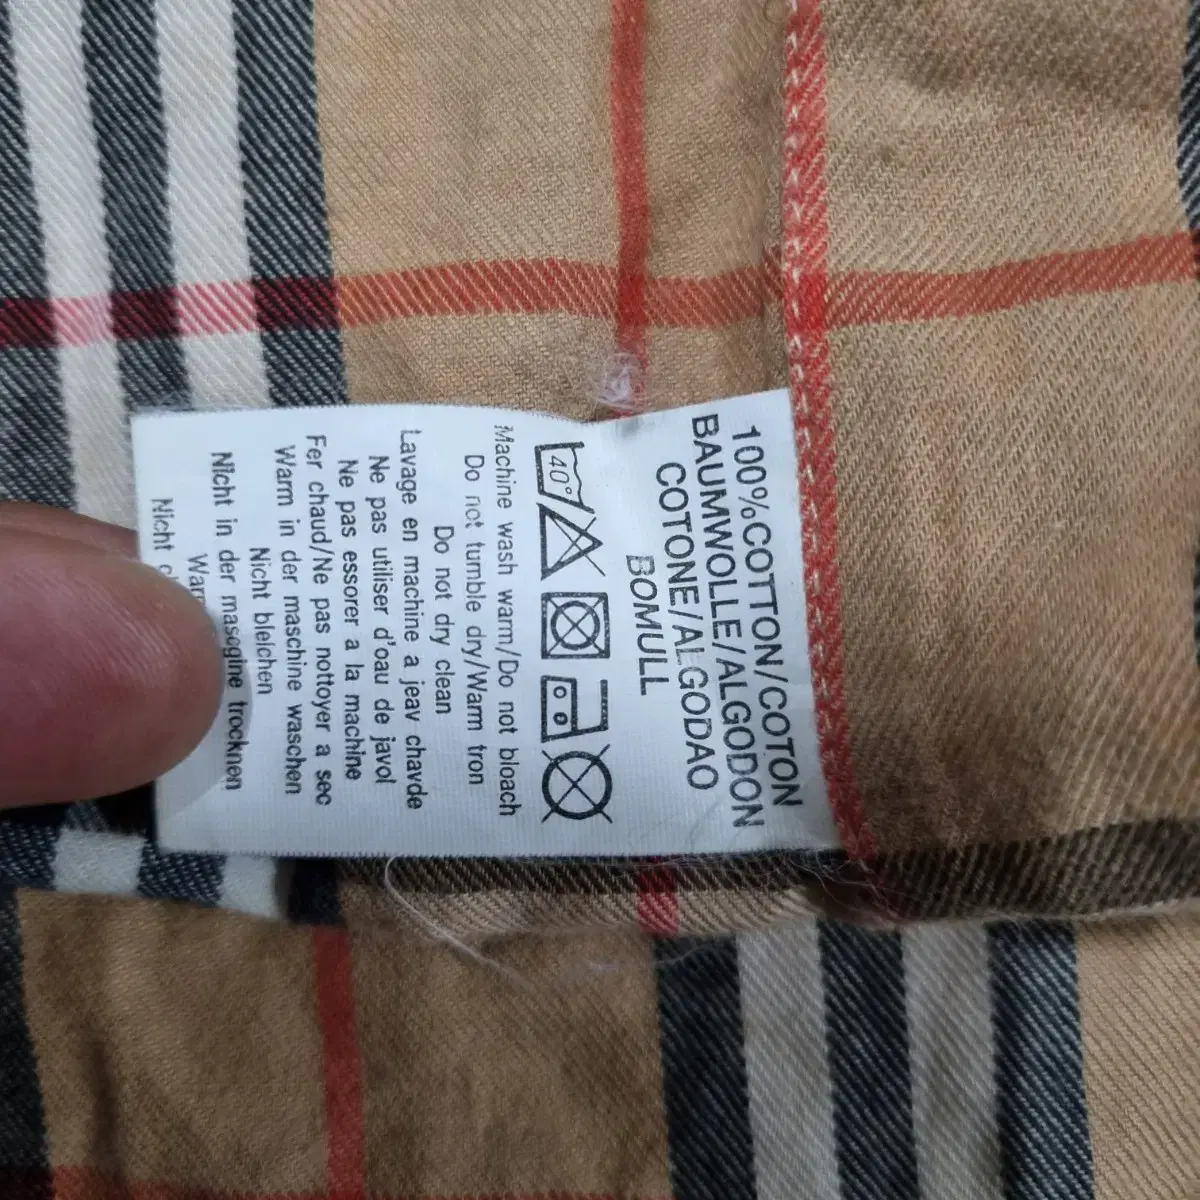 100%COTTON/COTON
BAUMWOLLE/ALGODON
COTONE/ALGODAO
BOMULL
40°
Machine wash warm/Do not bloach
Do not tumble dry/Warm tron
Do not dry clean
Lavage en machine a jeav chavde
Ne pas utiliser d'oau de javol
Ne pas essorer a la machine
Fer chaud/Ne pas nottoyer a sec
Warm in der maschine waschen
Nicht bleichen
Nicht in der mascgine trocknen
Nicht